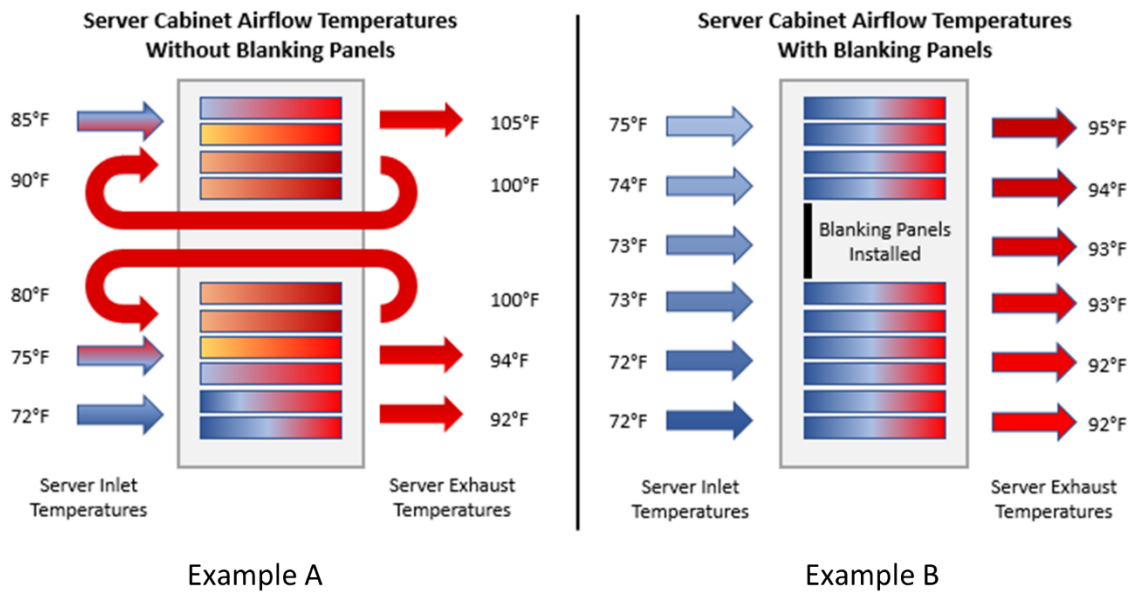 Server Cabinet Airflow Temperatures
Without Blanking Panels
85°F
105°F
90°F
100°F
80°F
100°F
75°F
94°F
72°F
92°F
Server Inlet
Temperatures
Server Exhaust
Temperatures
Example A
Server Cabinet Airflow Temperatures
With Blanking Panels
75°F
95°F
74°F
94°F
73°F
Blanking Panels
Installed
93°F
73°F
93°F
72°F
92°F
72°F
92°F
Server Inlet
Temperatures
Server Exhaust
Temperatures
Example B